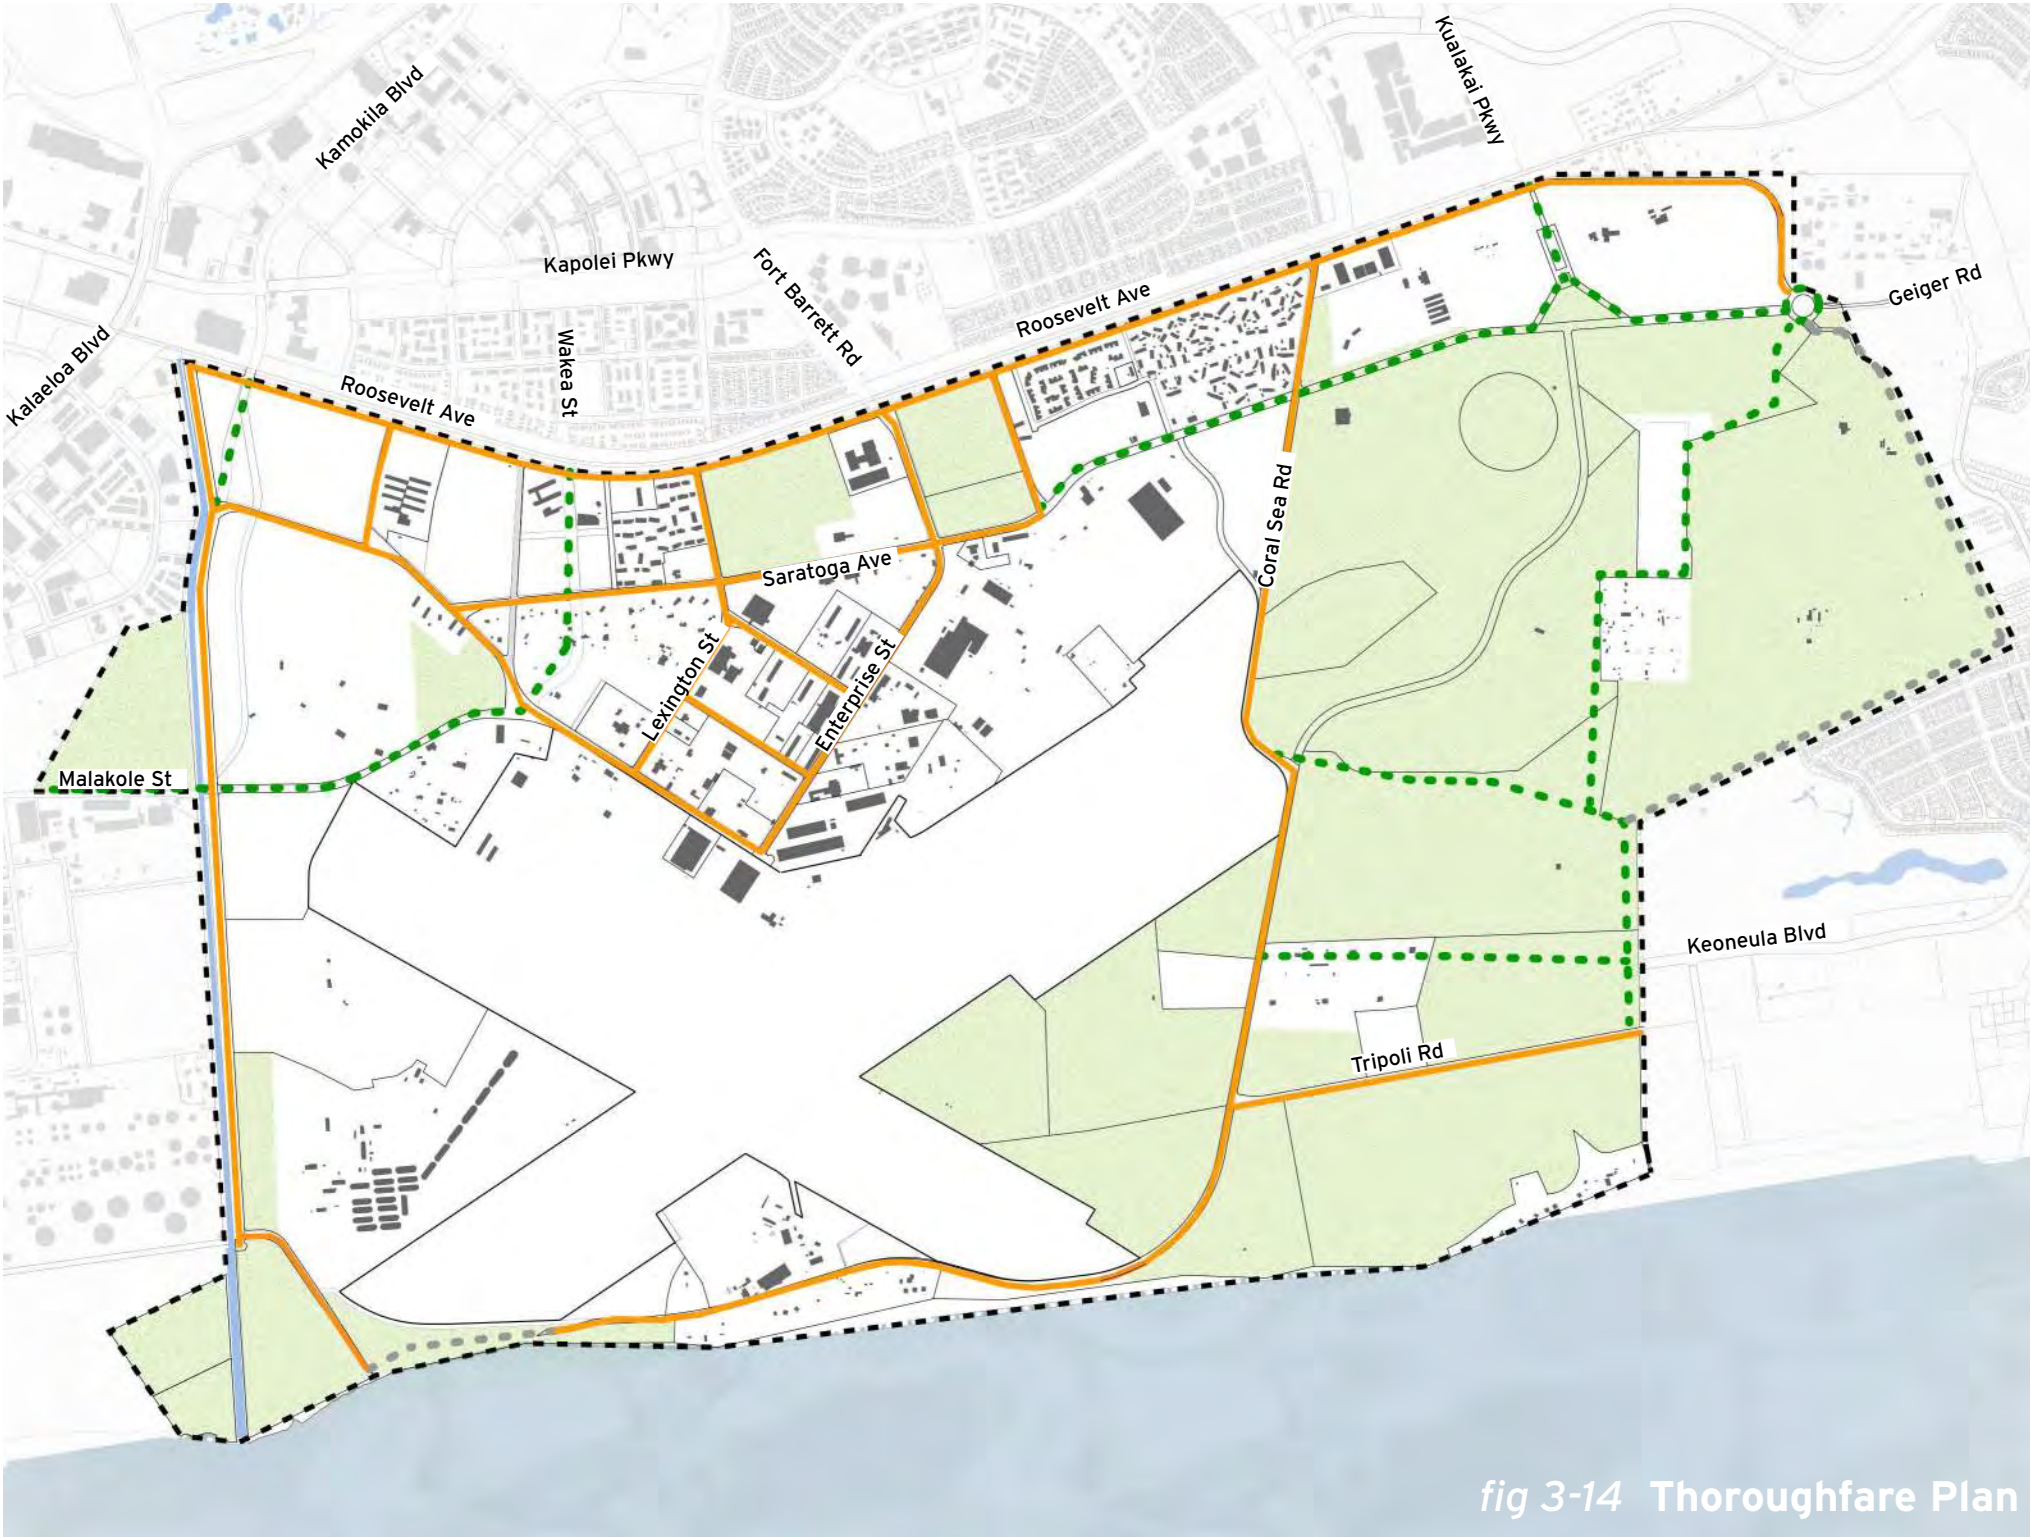 Kualakai Pkwy
Kamokila Blvd
Kapolei Pkwy
Fort Barrett Rd
Roosevelt Ave
Geiger Rd
Kalaeloa Blvd
Wakea St
Roosevelt Ave
Coral Sea Rd
Saratoga Ave
Lexington St
Enterprise St
Malakole St
Keoneula Blvd
Tripoli Rd
fig 3-14 Thoroughfare Plan